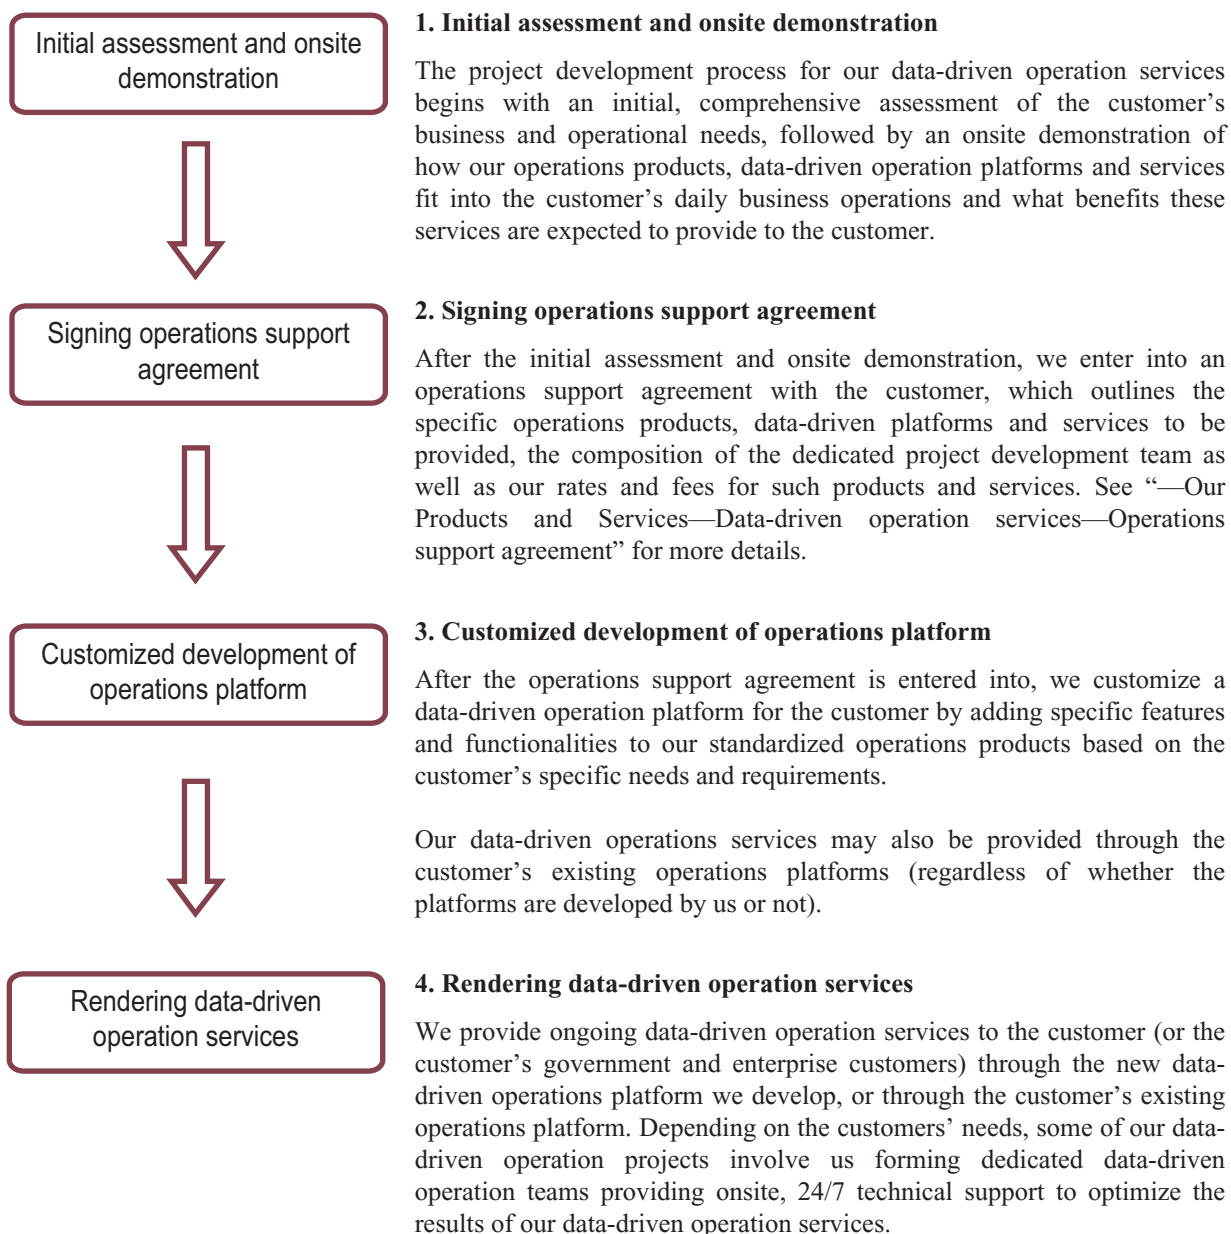 Initial assessment and onsite
demonstration
1. Initial assessment and onsite demonstration
The project development process for our data-driven operation services
begins with an initial, comprehensive assessment of the customer’s
business and operational needs, followed by an onsite demonstration of
how our operations products, data-driven operation platforms and services
fit into the customer’s daily business operations and what benefits these
services are expected to provide to the customer.
Signing operations support
agreement
2. Signing operations support agreement
After the initial assessment and onsite demonstration, we enter into an
operations support agreement with the customer, which outlines the
specific operations products, data-driven platforms and services to be
provided, the composition of the dedicated project development team as
well as our rates and fees for such products and services. See “—Our
Products and Services—Data-driven operation services—Operations
support agreement” for more details.
Customized development of
operations platform
3. Customized development of operations platform
After the operations support agreement is entered into, we customize a
data-driven operation platform for the customer by adding specific features
and functionalities to our standardized operations products based on the
customer’s specific needs and requirements.
Our data-driven operations services may also be provided through the
customer’s existing operations platforms (regardless of whether the
platforms are developed by us or not).
Rendering data-driven
operation services
4. Rendering data-driven operation services
We provide ongoing data-driven operation services to the customer (or the
customer’s government and enterprise customers) through the new data-
driven operations platform we develop, or through the customer’s existing
operations platform. Depending on the customers’ needs, some of our data-
driven operation projects involve us forming dedicated data-driven
operation teams providing onsite, 24/7 technical support to optimize the
results of our data-driven operation services.